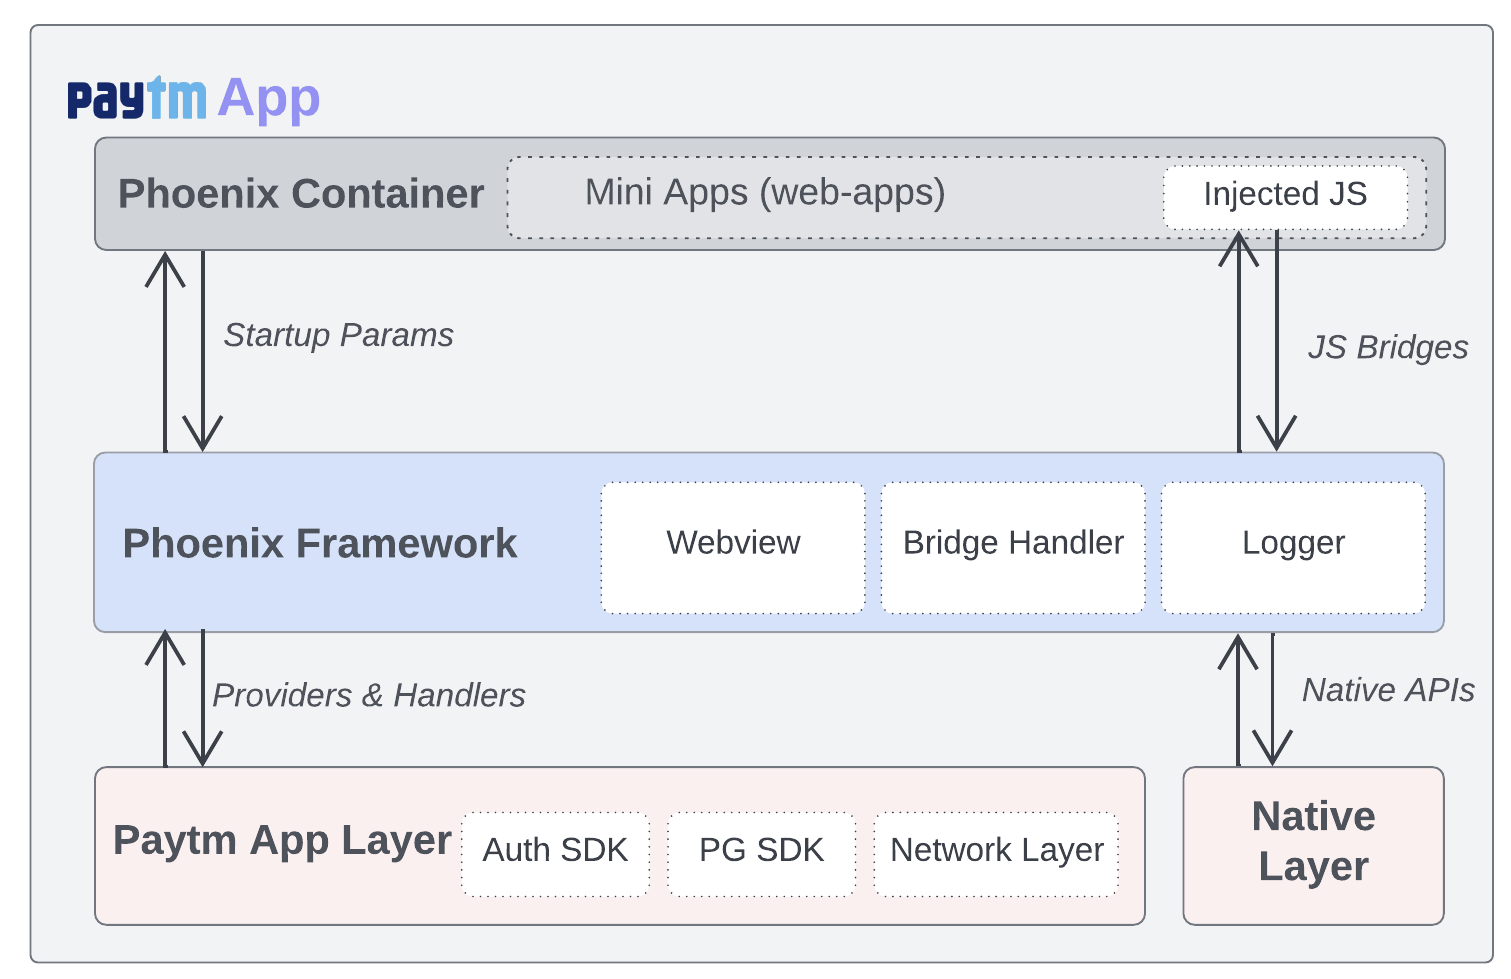 paytm App
Phoenix Container
Mini Apps (web-apps)
Injected JS
Startup Params
JS Bridges
Phoenix Framework
Webview
Bridge Handler
Logger
Providers & Handlers
Native APIs
Paytm App Layer
Auth SDK
PG SDK
Network Layer
Native
Layer